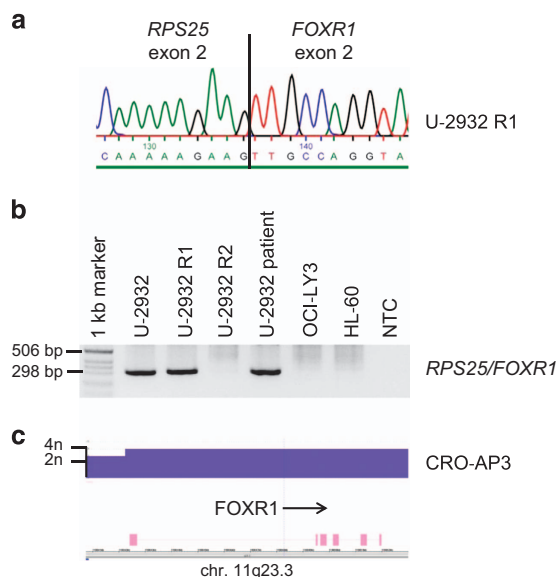 a
RPS25 FOXR1
exon 2 exon 2
U-2932 R1
130 140
C A A A A A G A A G T T G C C A G G T A
b
1 kb marker
U-2932
U-2932 R1
U-2932 R2
U-2932 patient
OCI-LY3
HL-60
NTC
506 bp
298 bp
RPS25/FOXR1
c
4n
2n
CRO-AP3
FOXR1
chr. 11q23.3